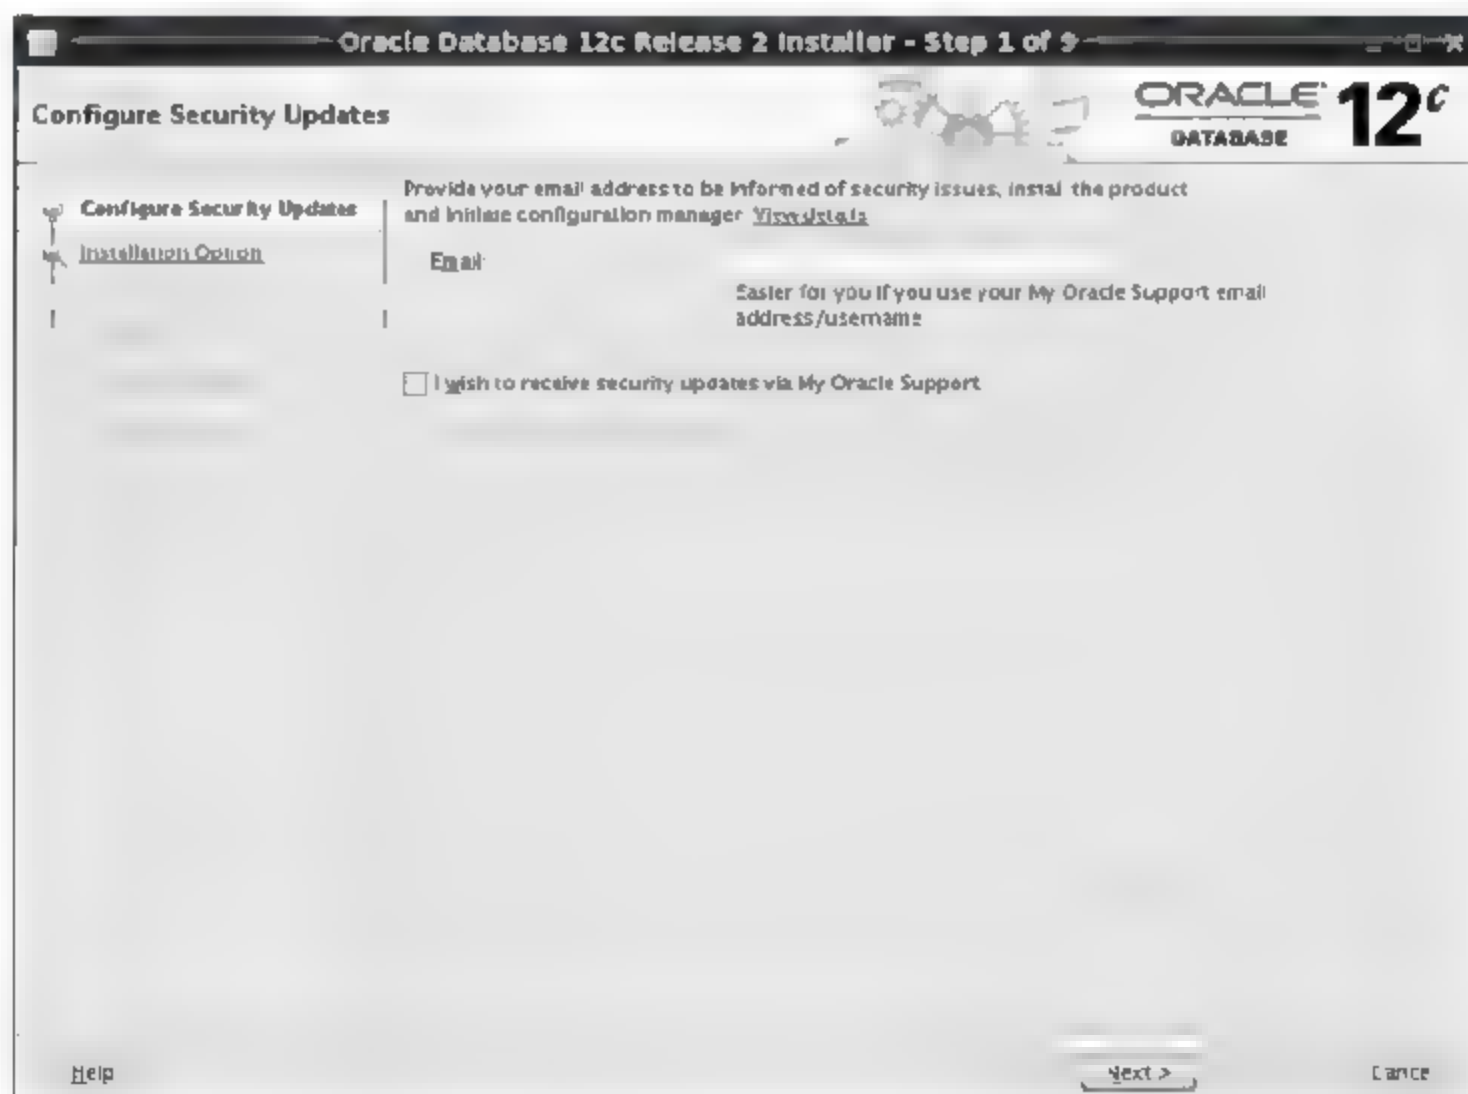 Oracle Database 12c Release 2 Installer - Step 1 of 9
Configure Security Updates
ORACLE
DATABASE
12c
Configure Security Updates
Installation Option
Provide your email address to be informed of security issues, install the product
and initiate configuration manager. View details
Email:
Easier for you if you use your My Oracle Support email
address/username
I wish to receive security updates via My Oracle Support
Help
Next >
Cancel